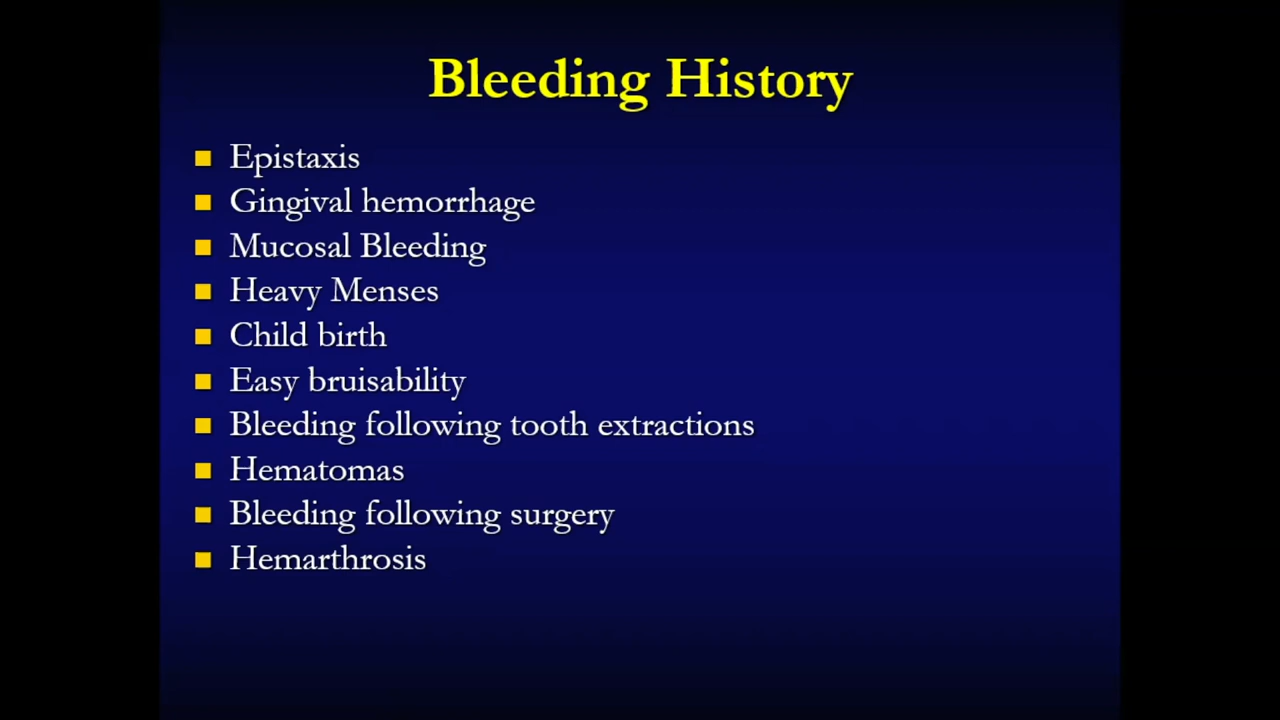 Bleeding History
Epistaxis
Gingival hemorrhage
Mucosal Bleeding
Heavy Menses
Child birth
Easy bruisability
Bleeding following tooth extractions
Hematomas
Bleeding following surgery
Hemarthrosis